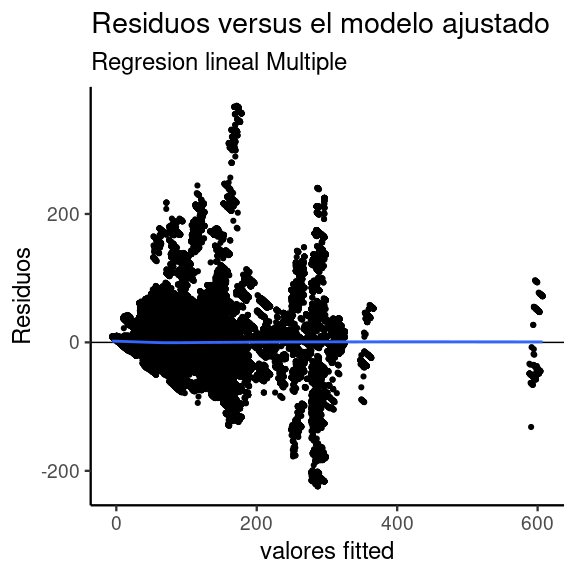 Residuos versus el modelo ajustado
Regresion lineal Multiple
Residuos
200
0
-200
0
200
400
600
valores fitted